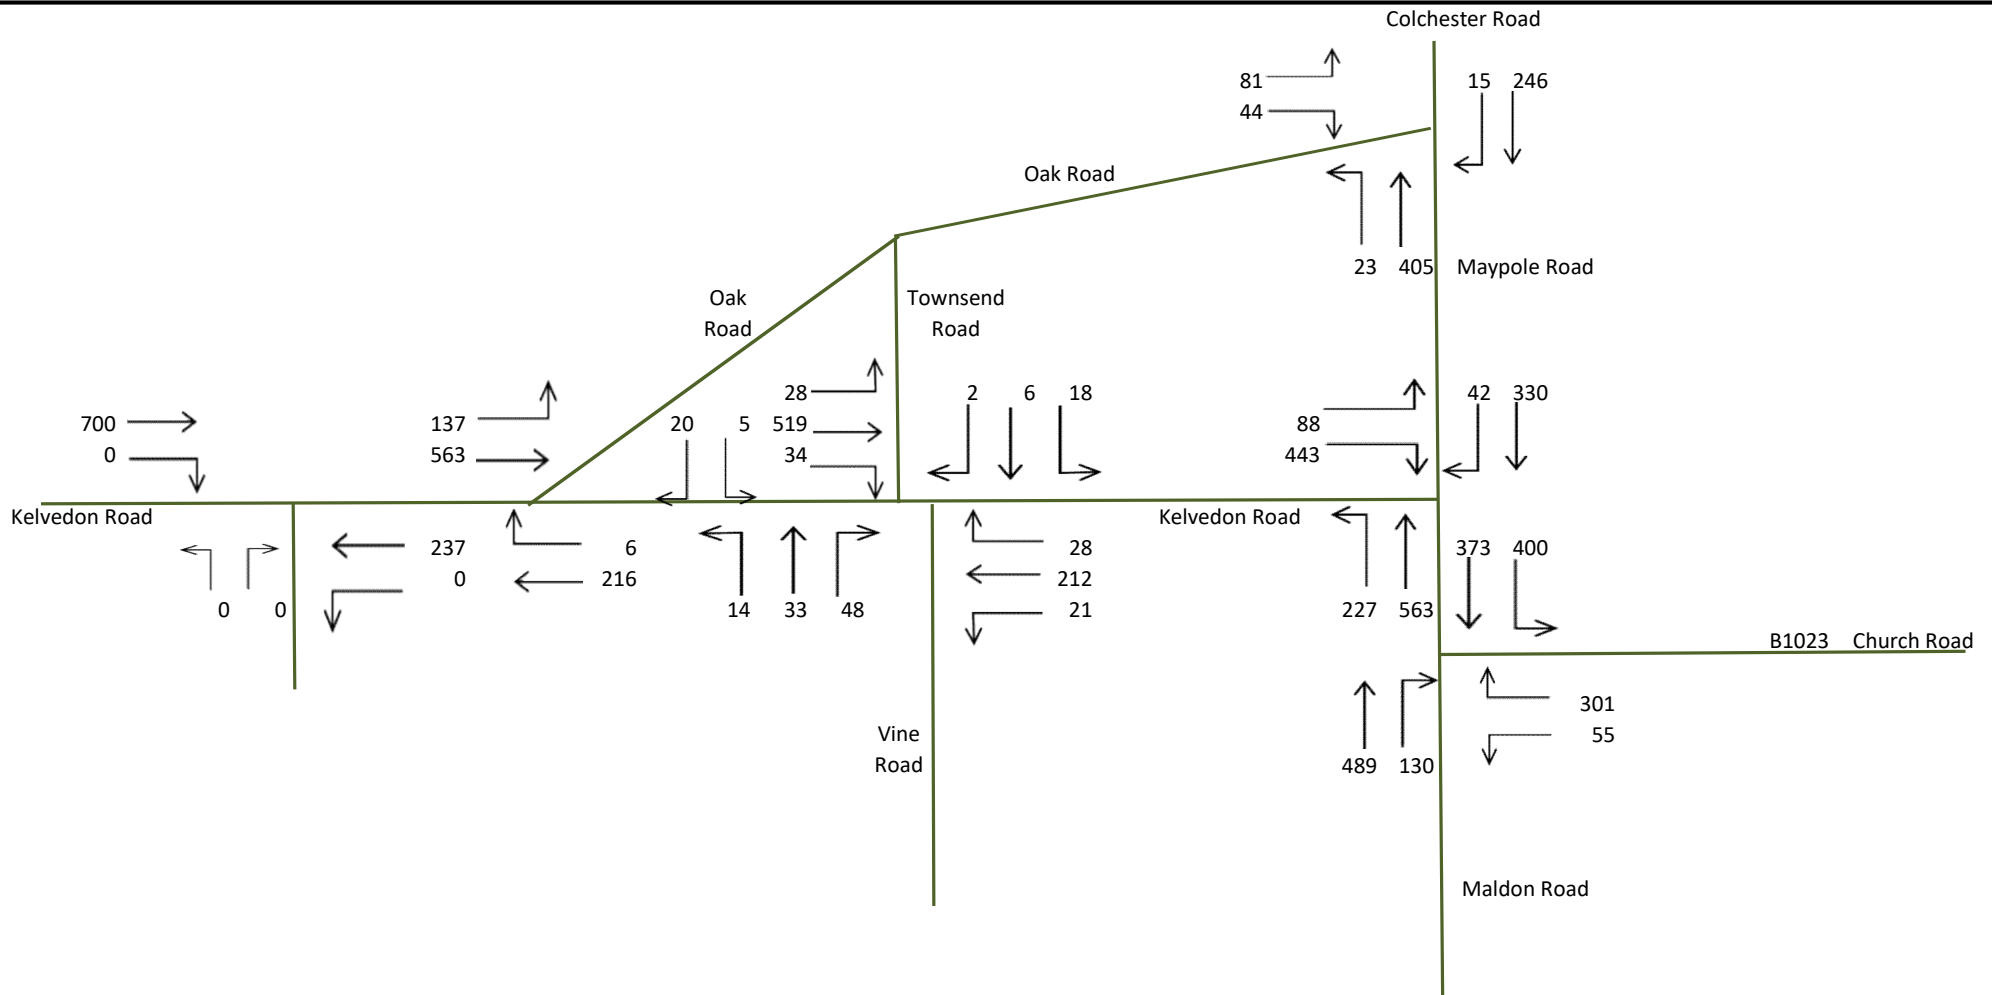 Colchester Road
81 15 246
44
Oak Road
23 405 Maypole Road
Oak Road
Townsend Road
28 2 6 18 42 330
700 137 20 5 519 88
0 563 34 443
Kelvedon Road Kelvedon Road
237 6 28 373 400
0 216 212
0 0 14 33 48 21 227 563
B1023 Church Road
301
Vine Road
55
489 130
Maldon Road